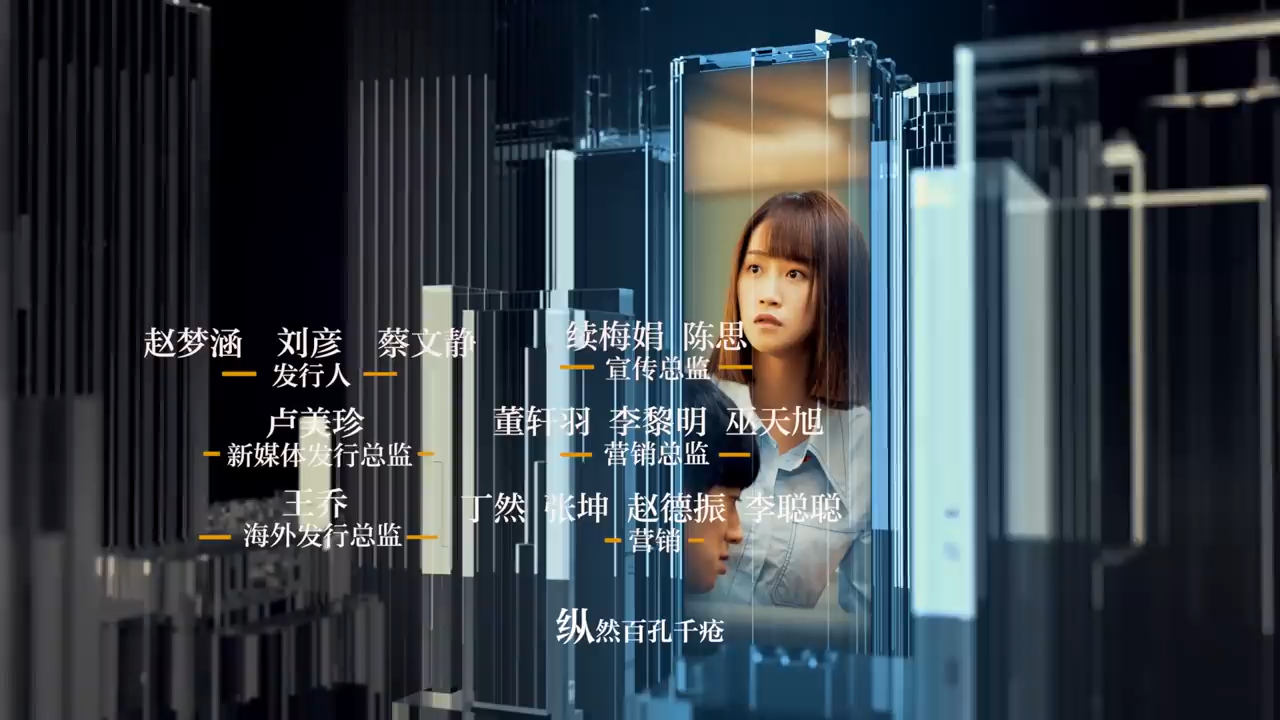 赵梦涵 刘彦 蔡文静
发行人
卢美珍
新媒体发行总监
王乔
海外发行总监
续梅娟 陈思
宣传总监
董轩羽 李黎明 巫天旭
营销总监
丁然 张坤 赵德振 李聪聪
营销
纵然百孔千疮